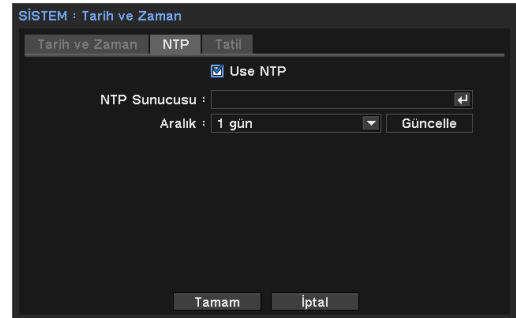 SİSTEM : Tarih ve Zaman
Tarih ve Zaman NTP Tatil
Use NTP
NTP Sunucusu :
Aralık : 1 gün Güncelle
Tamam İptal